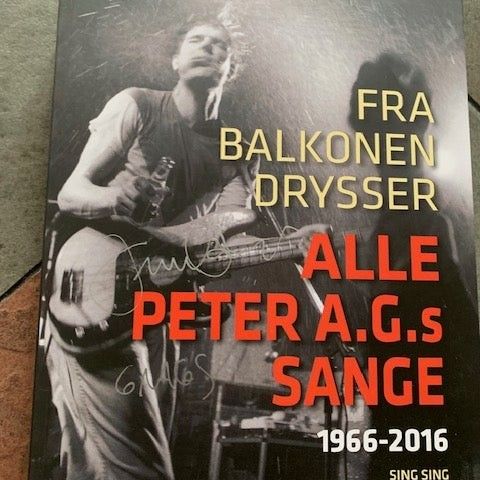 FRA
BALKONEN
DRYSSER
ALLE
PETER A.G.s
SANGE
1966-2016
SING SING